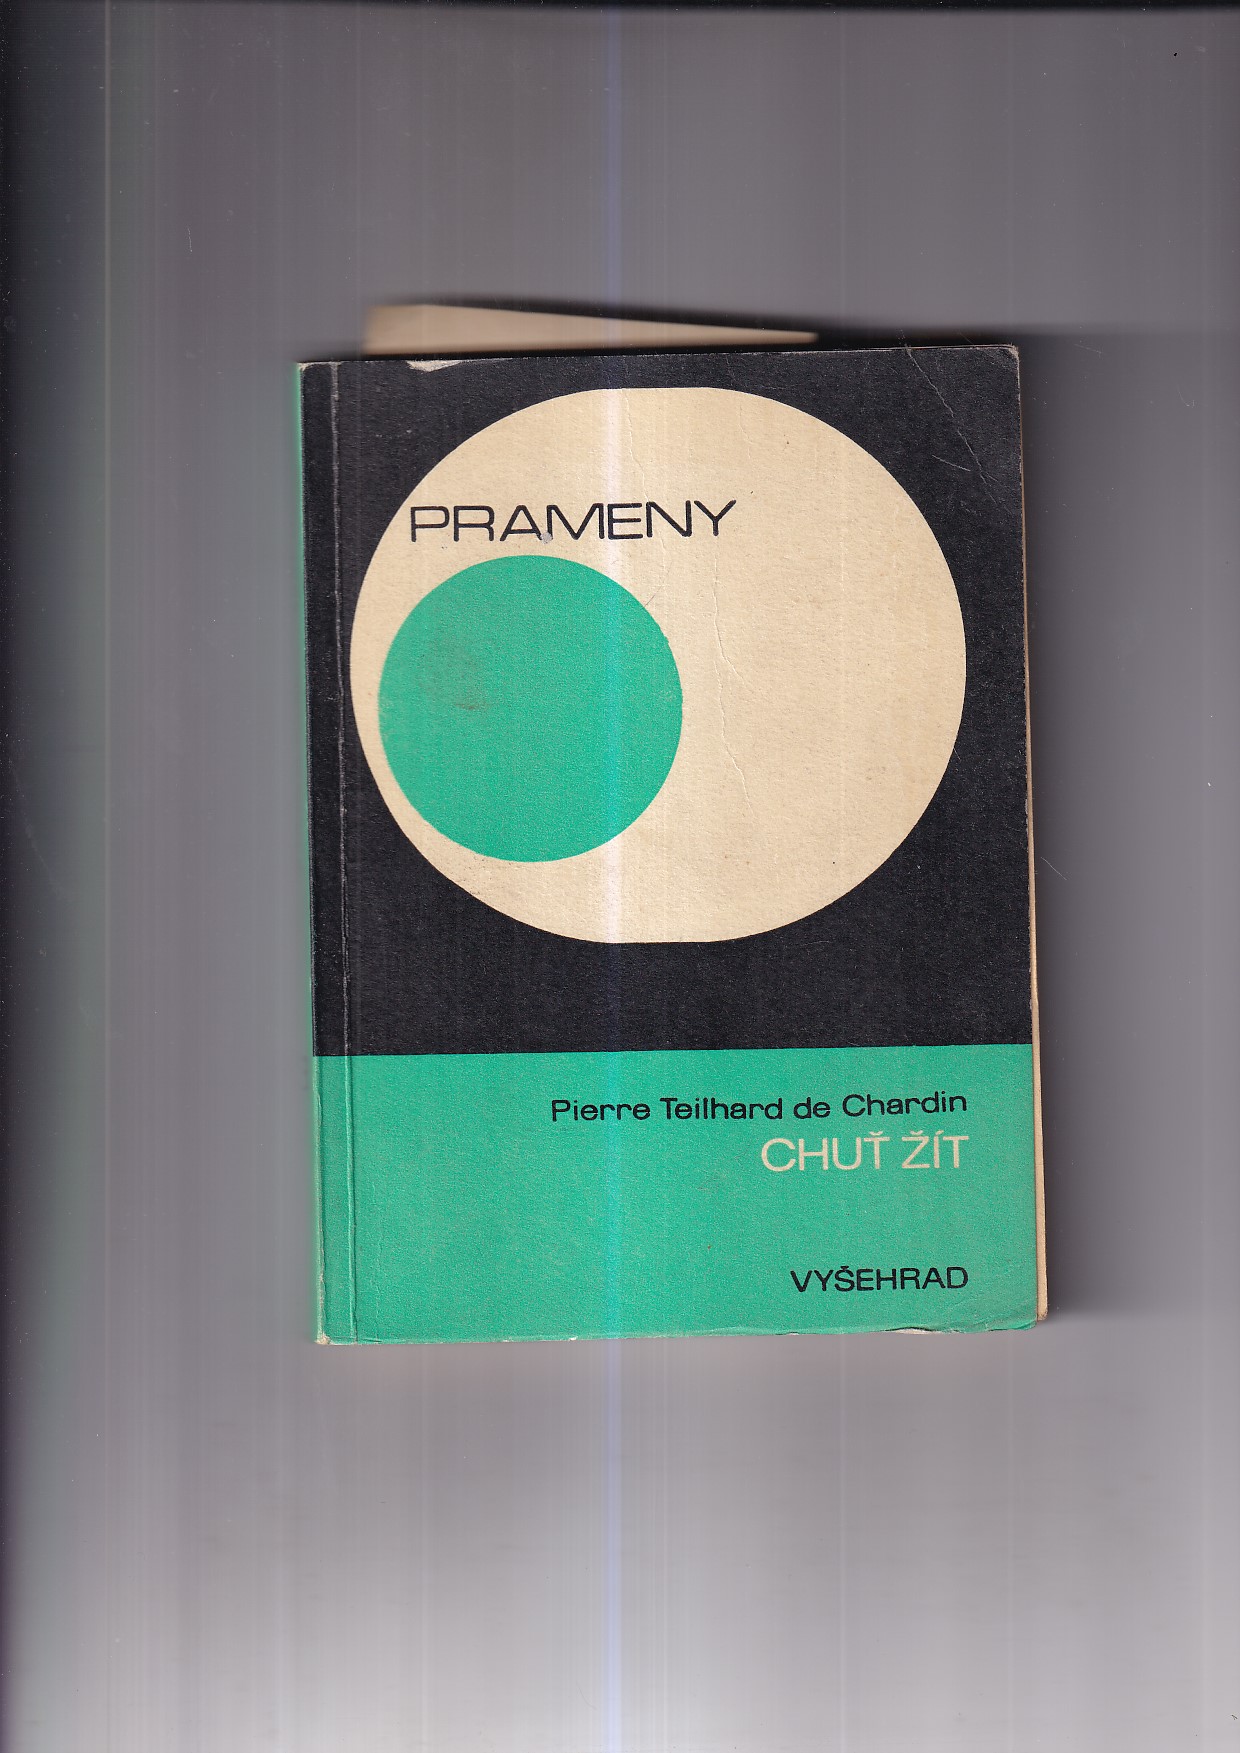 PRAMENY
Pierre Teilhard de Chardin
CHUŤ ŽÍT
VYŠEHRAD